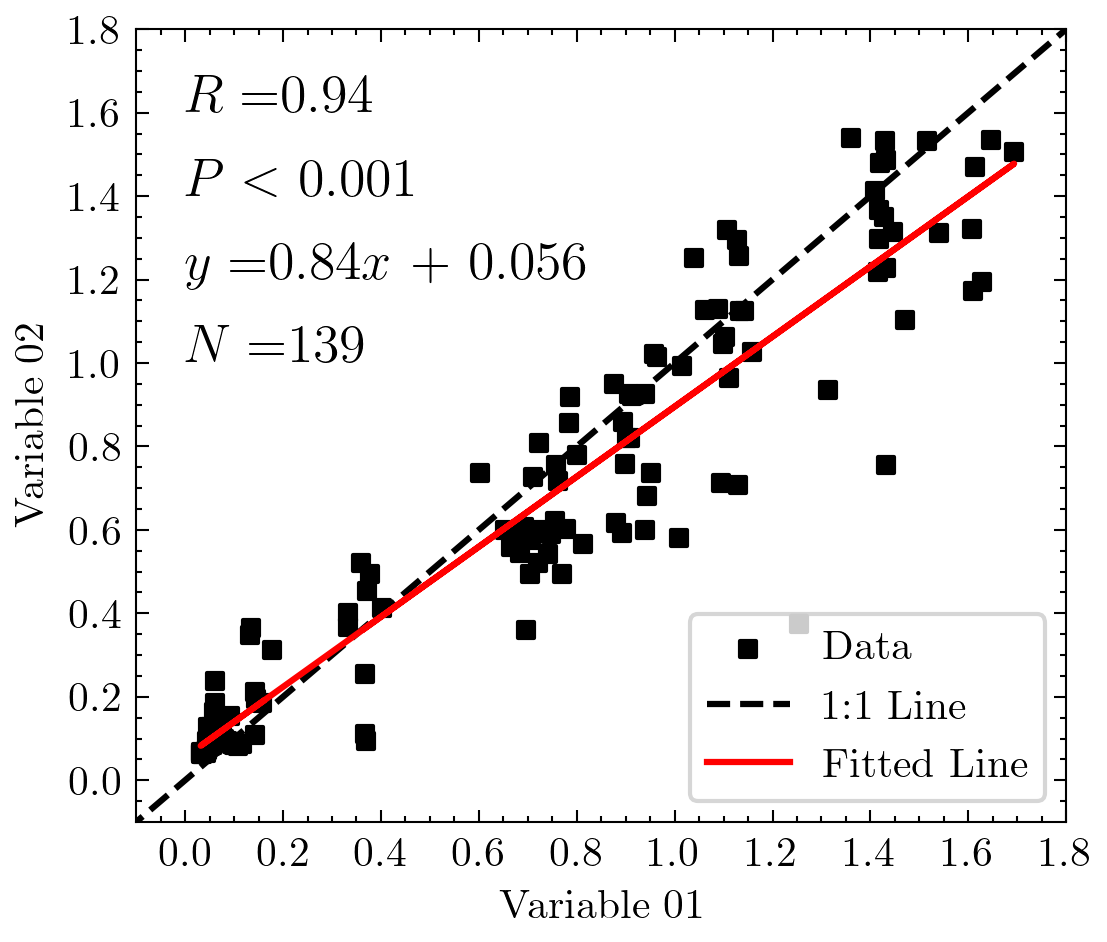 1.8
1.6
1.4
1.2
1.0
0.8
0.6
0.4
0.2
0.0
Variable 02
R =0.94
P < 0.001
y =0.84x + 0.056
N =139
Data
1:1 Line
Fitted Line
0.0 0.2 0.4 0.6 0.8 1.0 1.2 1.4 1.6 1.8
Variable 01